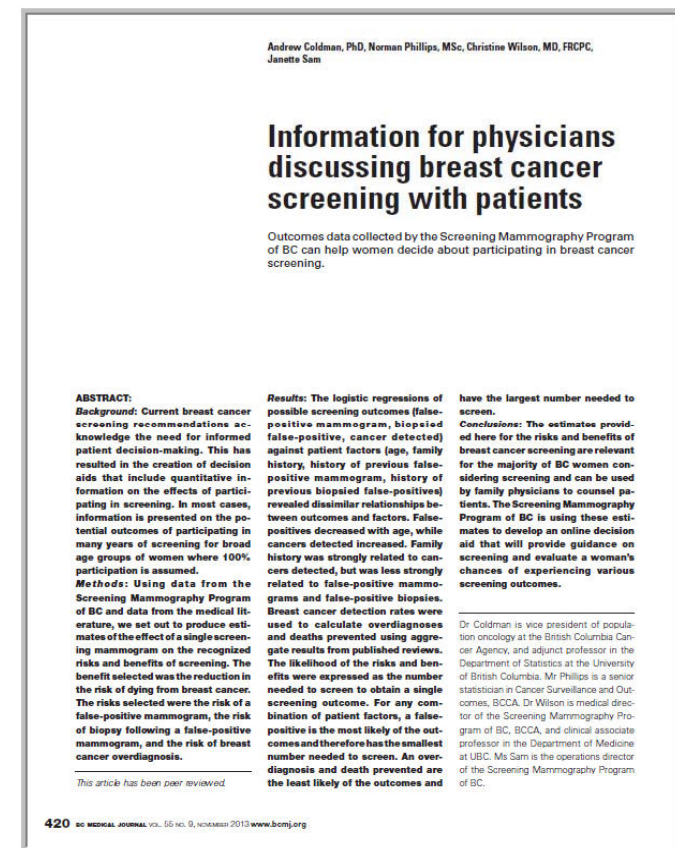 Andrew Coldman, PhD, Norman Phillips, MSc, Christine Wilson, MD, FRCPC,
Janette Sam
Information for physicians
discussing breast cancer
screening with patients
Outcomes data collected by the Screening Mammography Program
of BC can help women decide about participating in breast cancer
screening.
ABSTRACT:
Background: Current breast cancer
screening recommendations ac-
knowledge the need for informed
patient decision-making. This has
resulted in the creation of decision
aids that include quantitative in-
formation on the effects of partici-
pating in screening. In most cases,
information is presented on the po-
tential outcomes of participating in
many years of screening for broad
age groups of women where 100%
participation is assumed.
Methods: Using data from the
Screening Mammography Program
of BC and data from the medical lit-
erature, we set out to produce esti-
mates of the effect of a single screen-
ing mammogram on the recognized
risks and benefits of screening. The
benefit selected was the reduction in
the risk of dying from breast cancer.
The risks selected were the risk of a
false-positive mammogram, the risk
of biopsy following a false-positive
mammogram, and the risk of breast
cancer overdiagnosis.
This article has been peer reviewed.
Results: The logistic regressions of
possible screening outcomes (false-
positive mammogram, biopsied
false-positive, cancer detected)
against patient factors (age, family
history, history of previous false-
positive mammogram, history of
previous biopsied false-positives)
revealed dissimilar relationships be-
tween outcomes and factors. False-
positives decreased with age, while
cancers detected increased. Family
history was strongly related to can-
cers detected, but was less strongly
related to false-positive mammo-
grams and false-positive biopsies.
Breast cancer detection rates were
used to calculate overdiagnoses
and deaths prevented using aggre-
gate results from published reviews.
The likelihood of the risks and ben-
efits were expressed as the number
needed to screen to obtain a single
screening outcome. For any com-
bination of patient factors, a false-
positive is the most likely of the out-
comes and therefore has the smallest
number needed to screen. An over-
diagnosis and death prevented are
the least likely of the outcomes and
have the largest number needed to
screen.
Conclusions: The estimates provid-
ed here for the risks and benefits of
breast cancer screening are relevant
for the majority of BC women con-
sidering screening and can be used
by family physicians to counsel pa-
tients. The Screening Mammography
Program of BC is using these esti-
mates to develop an online decision
aid that will provide guidance on
screening and evaluate a woman's
chances of experiencing various
screening outcomes.
Dr Coldman is vice president of popula-
tion oncology at the British Columbia Can-
cer Agency, and adjunct professor in the
Department of Statistics at the University
of British Columbia. Mr Phillips is a senior
statistician in Cancer Surveillance and Out-
comes, BCCA. Dr Wilson is medical direc-
tor of the Screening Mammography Pro-
gram of BC, BCCA, and clinical associate
professor in the Department of Medicine
at UBC. Ms Sam is the operations director
of the Screening Mammography Program
of BC.
420 BC MEDICAL JOURNAL VOL. 55 NO. 9, NOVEMBER 2013 www.bcmj.org